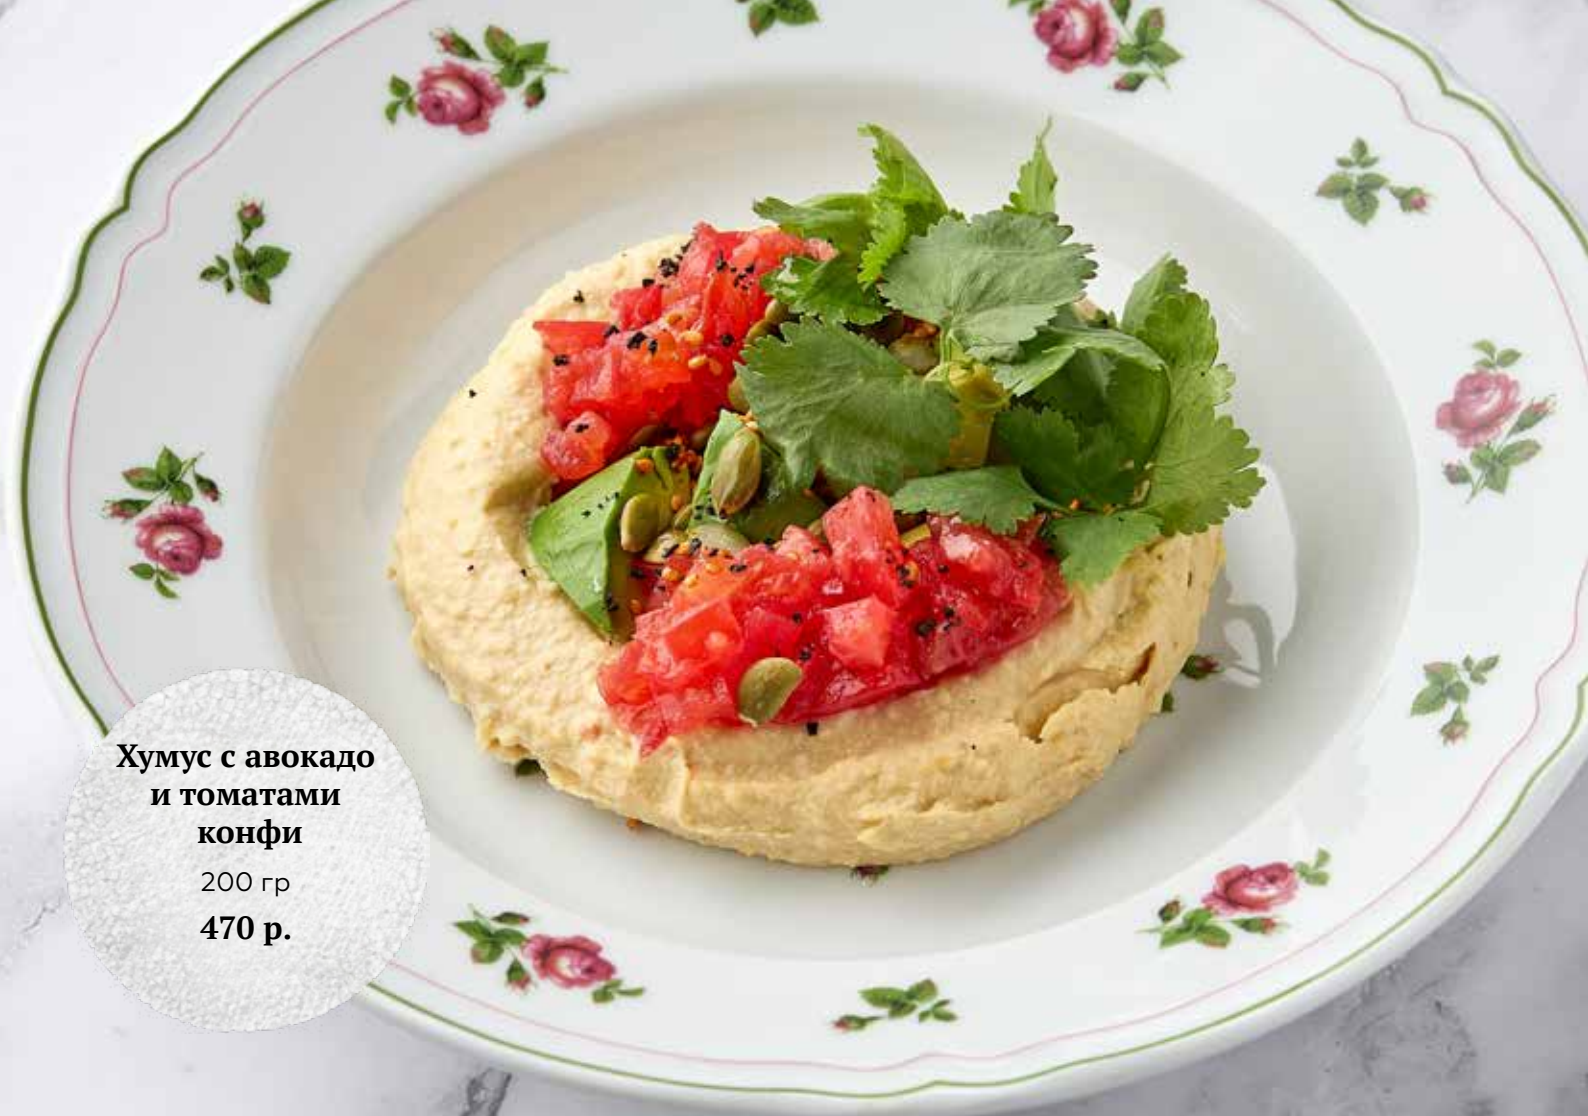 Хумус с авокадо
и томатами
конфи
200 гр
470 р.